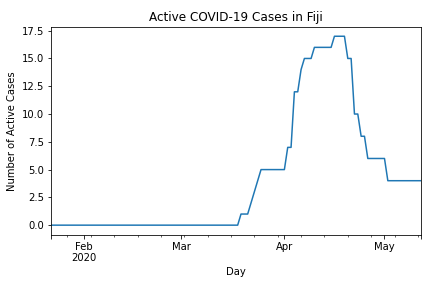 Active COVID-19 Cases in Fiji
Number of Active Cases
17.5
15.0
12.5
10.0
7.5
5.0
2.5
0.0
Feb
2020
Mar
Apr
May
Day